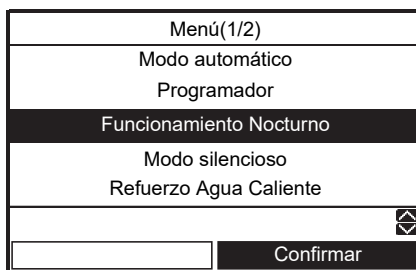 Menú(1/2)
Modo automático
Programador
Funcionamiento Nocturno
Modo silencioso
Refuerzo Agua Caliente
Confirmar